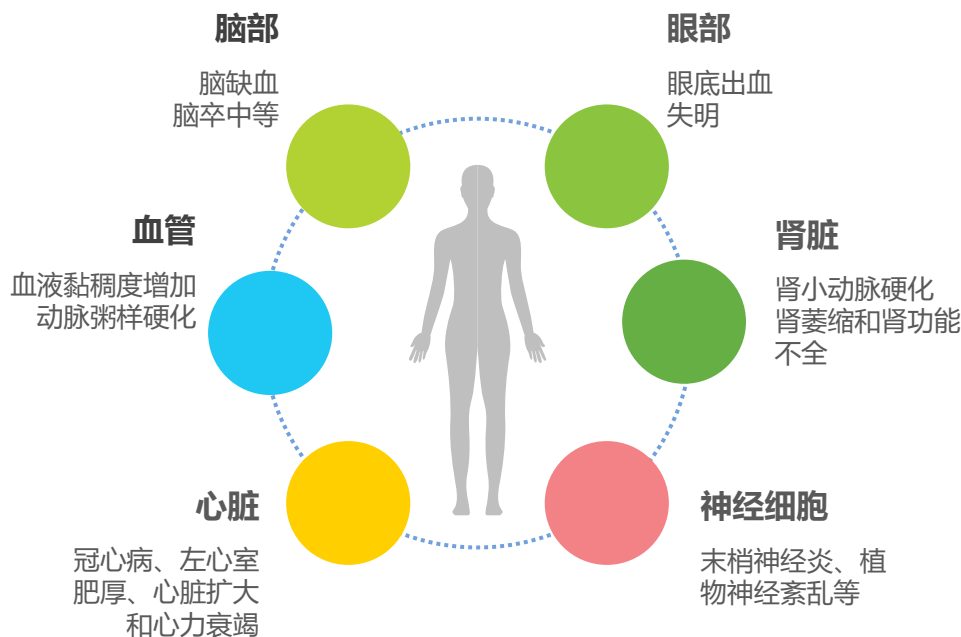 脑部
脑缺血
脑卒中等
眼部
眼底出血
失明
血管
血液黏稠度增加
动脉粥样硬化
肾脏
肾小动脉硬化
肾萎缩和肾功能
不全
心脏
冠心病、左心室
肥厚、心脏扩大
和心力衰竭
神经细胞
末梢神经炎、植
物神经紊乱等